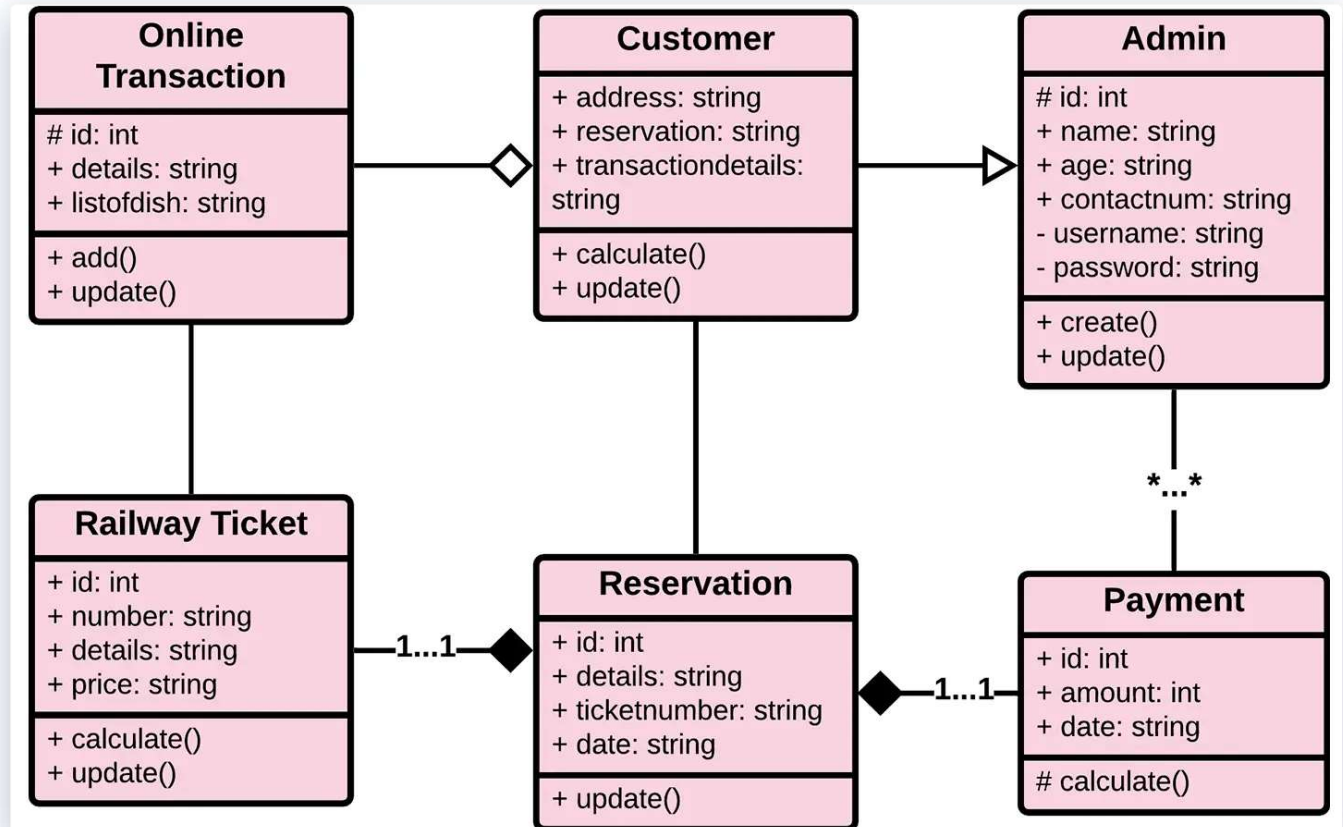 Online
Transaction
# id: int
+ details: string
+ listofdish: string
+ add()
+ update()
Customer
+ address: string
+ reservation: string
+ transactiondetails:
string
+ calculate()
+ update()
Admin
# id: int
+ name: string
+ age: string
+ contactnum: string
- username: string
- password: string
+ create()
+ update()
*...*
Railway Ticket
+ id: int
+ number: string
+ details: string
+ price: string
+ calculate()
+ update()
1...1
Reservation
+ id: int
+ details: string
+ ticketnumber: string
+ date: string
+ update()
1...1
Payment
+ id: int
+ amount: int
+ date: string
# calculate()